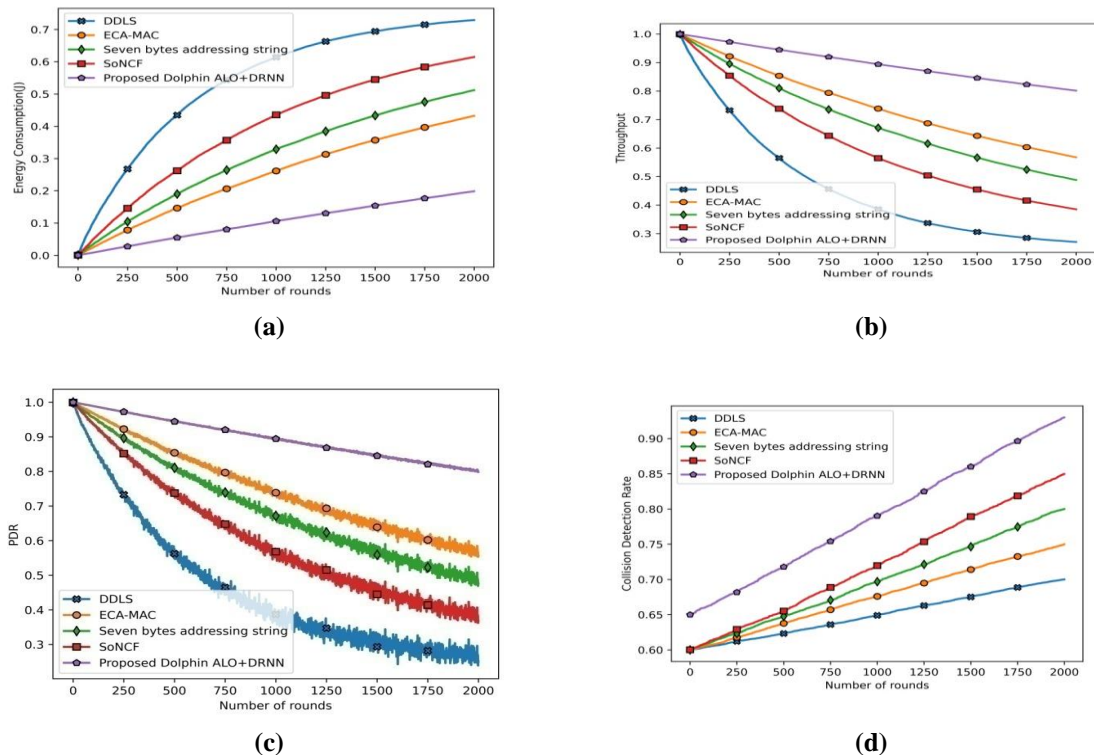 DDLS
ECA-MAC
Seven bytes addressing string
SoNCF
Proposed Dolphin ALO+DRNN
Energy Consumption(J)
0.7
0.6
0.5
0.4
0.3
0.2
0.1
0.0
0 250 500 750 1000 1250 1500 1750 2000
Number of rounds
(a)
Throughput
1.0
0.9
0.8
0.7
0.6
0.5
0.4
0.3
DDLS
ECA-MAC
Seven bytes addressing string
SoNCF
Proposed Dolphin ALO+DRNN
0 250 500 750 1000 1250 1500 1750 2000
Number of rounds
(b)
PDR
1.0
0.9
0.8
0.7
0.6
0.5
0.4
0.3
DDLS
ECA-MAC
Seven bytes addressing string
SoNCF
Proposed Dolphin ALO+DRNN
0 250 500 750 1000 1250 1500 1750 2000
Number of rounds
(c)
DDLS
ECA-MAC
Seven bytes addressing string
SoNCF
Proposed Dolphin ALO+DRNN
Collision Detection Rate
0.90
0.85
0.80
0.75
0.70
0.65
0.60
0 250 500 750 1000 1250 1500 1750 2000
Number of rounds
(d)